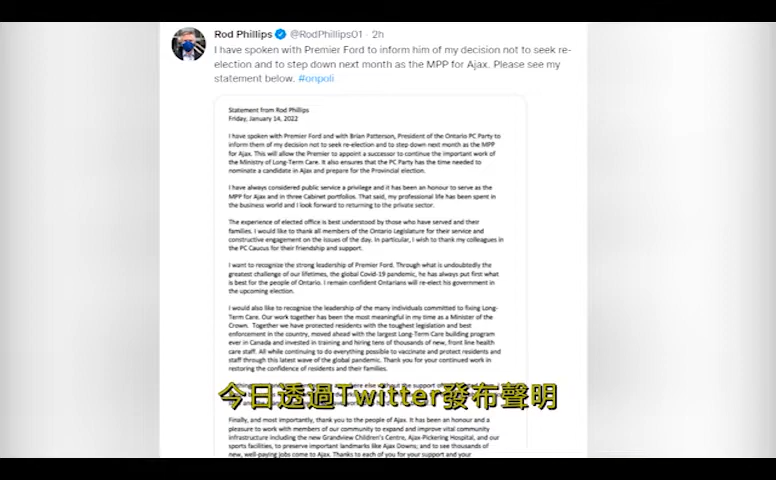 Rod Phillips @RodPhillips01 · 2h
I have spoken with Premier Ford to inform him of my decision not to seek re-
election and to step down next month as the MPP for Ajax. Please see my
statement below. #onpoli
Statement from Rod Phillips
Friday, January 14, 2022
I have spoken with Premier Ford and with Brian Patterson, President of the Ontario PC Party to
inform them of my decision not to seek re-election and to step down next month as the MPP
for Ajax. This will allow the Premier to appoint a successor to continue the important work of
the Ministry of Long-Term Care. It also ensures that the PC Party has the time needed to
nominate a candidate in Ajax and prepare for the Provincial election.
I have always considered public service a privilege and it has been an honour to serve as the
MPP for Ajax and in three Cabinet portfolios. That said, my professional life has been spent in
the business world and I look forward to returning to the private sector.
The experience of elected office is best understood by those who have served and their
families. I would like to thank all members of the Ontario Legislature for their service and
constructive engagement on the issues of the day. In particular, I wish to thank my colleagues in
the PC Caucus for their friendship and support.
I want to recognize the strong leadership of Premier Ford. Through what is undoubtedly the
greatest challenge of our lifetimes, the global Covid-19 pandemic, he has always put first what
is best for the people of Ontario. I remain confident Ontarians will re-elect his government in
the upcoming election.
I would also like to recognize the leadership of the many individuals committed to fixing Long-
Term Care. Our work together has been the most meaningful in my time as a Minister of the
Crown. Together we have protected residents with the toughest legislation and best
enforcement in the country, moved ahead with the largest Long-Term Care building program
ever in Canada and invested in training and hiring tens of thousands of new, front line health
care staff. All while continuing to do everything possible to vaccinate and protect residents and
staff through this latest wave of the global pandemic. Thank you for your continued work in
restoring the confidence of residents and their families.
今日透過Twitter發布聲明
Finally, and most importantly, thank you to the people of Ajax. It has been an honour and a
pleasure to work with members of our community to expand and improve vital community
infrastructure including the new Grandview Children's Centre, Ajax Pickering Hospital, and our
sports facilities, to preserve important landmarks like Ajax Downs; and to see thousands of
new, well-paying jobs come to Ajax. Thanks to each of you for your support and your